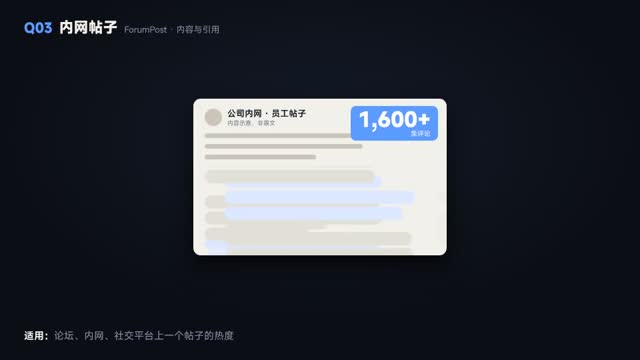 Q03 内网帖子 ForumPost · 内容与引用
公司内网 · 员工帖子
内容示意，非原文
1,600+
条评论
适用：论坛、内网、社交平台上一个帖子的热度